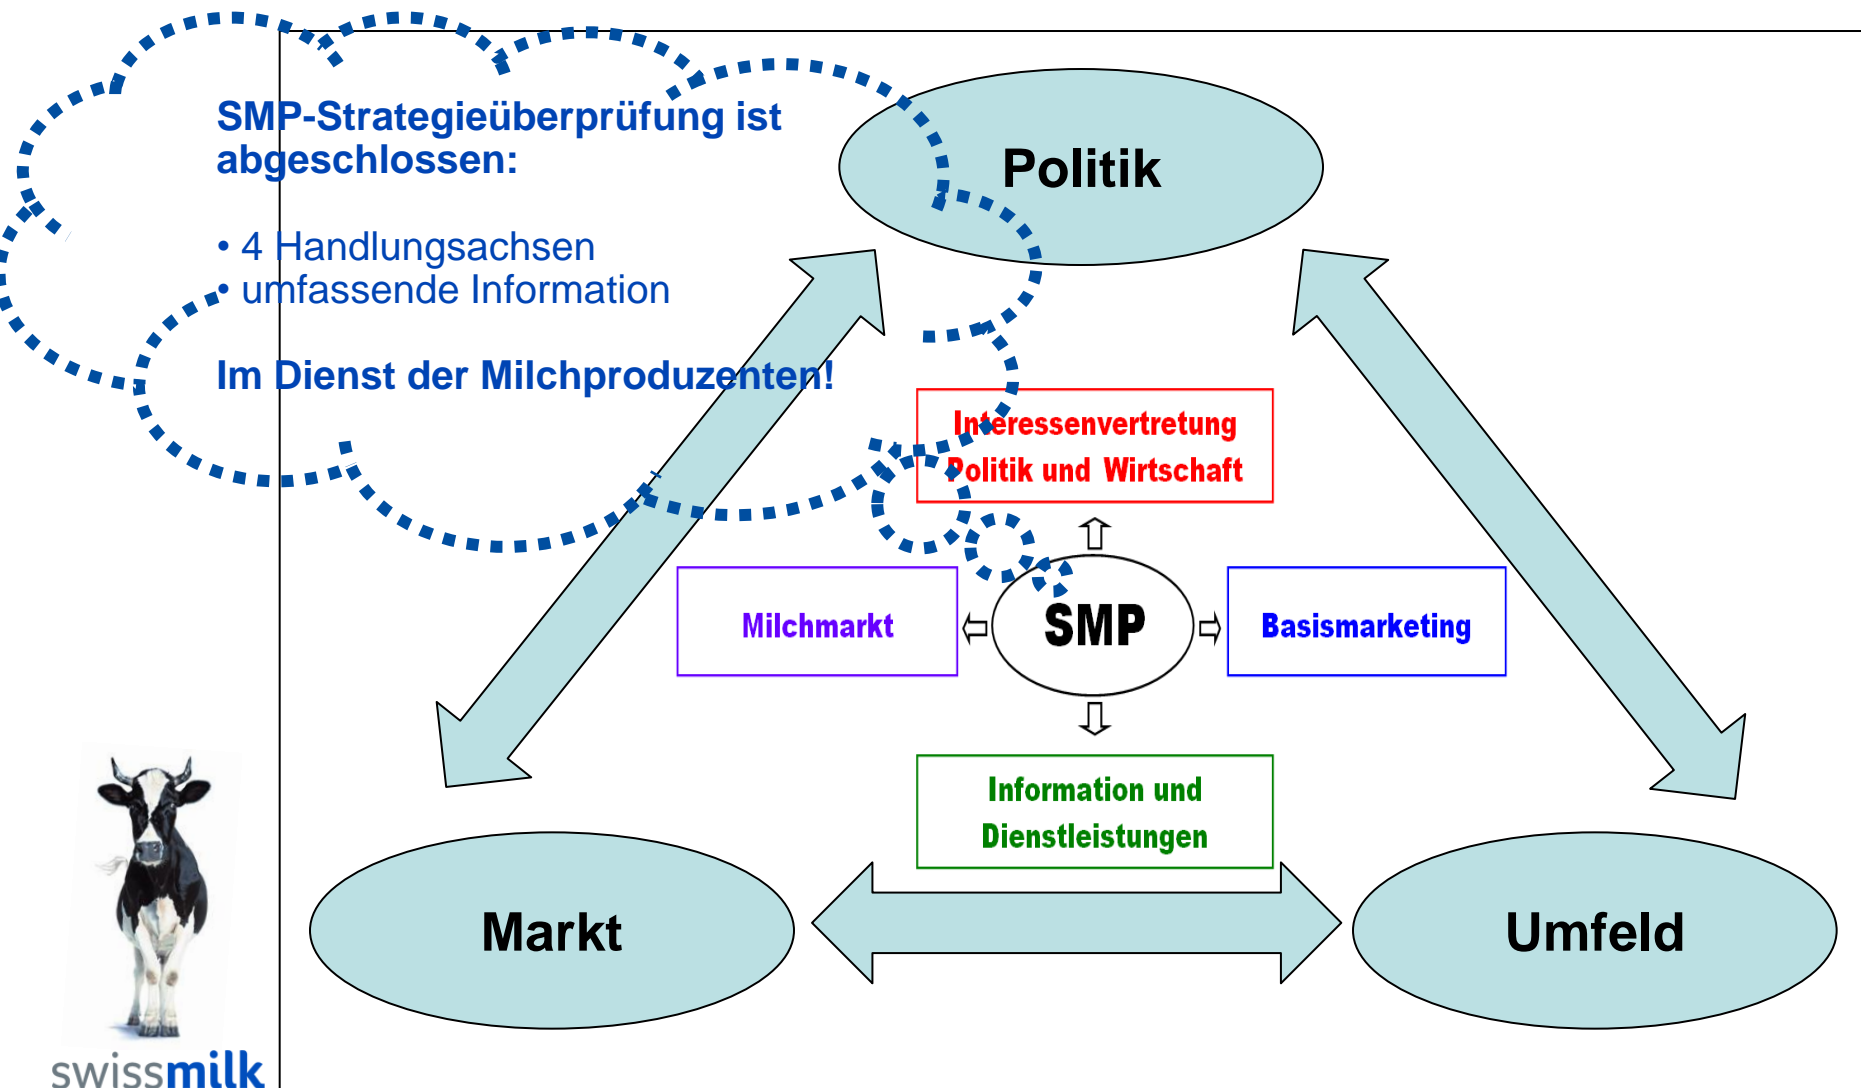 SMP-Strategieüberprüfung ist
abgeschlossen:
• 4 Handlungsachsen
• umfassende Information
Im Dienst der Milchproduzenten!
Politik
Interessenvertretung
Politik und Wirtschaft
Milchmarkt
SMP
Basismarketing
Information und
Dienstleistungen
Markt
Umfeld
swissmilk